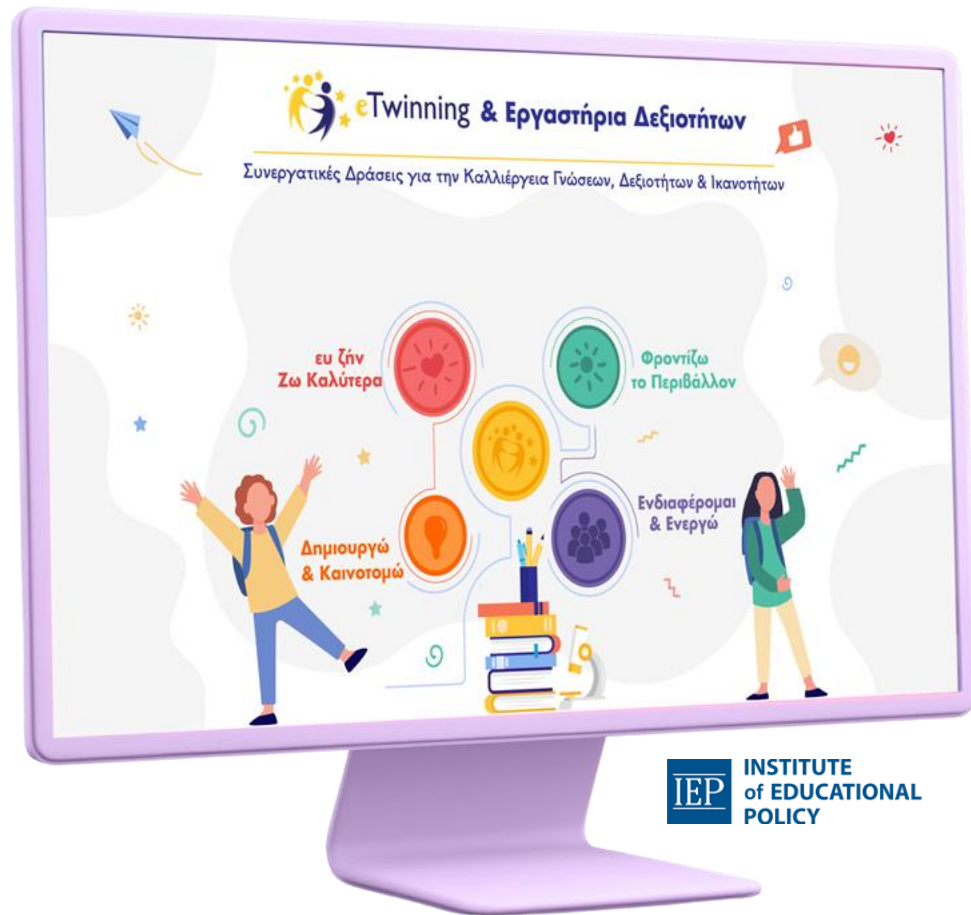 eTwinning & Εργαστήρια Δεξιοτήτων
Συνεργατικές Δράσεις για την Καλλιέργεια Γνώσεων, Δεξιοτήτων & Ικανοτήτων
ευ ζήν
Ζω Καλύτερα
Φροντίζω
το Περιβάλλον
Δημιουργώ
& Καινοτομώ
Ενδιαφέρομαι
& Ενεργώ
IEP
INSTITUTE
of EDUCATIONAL
POLICY